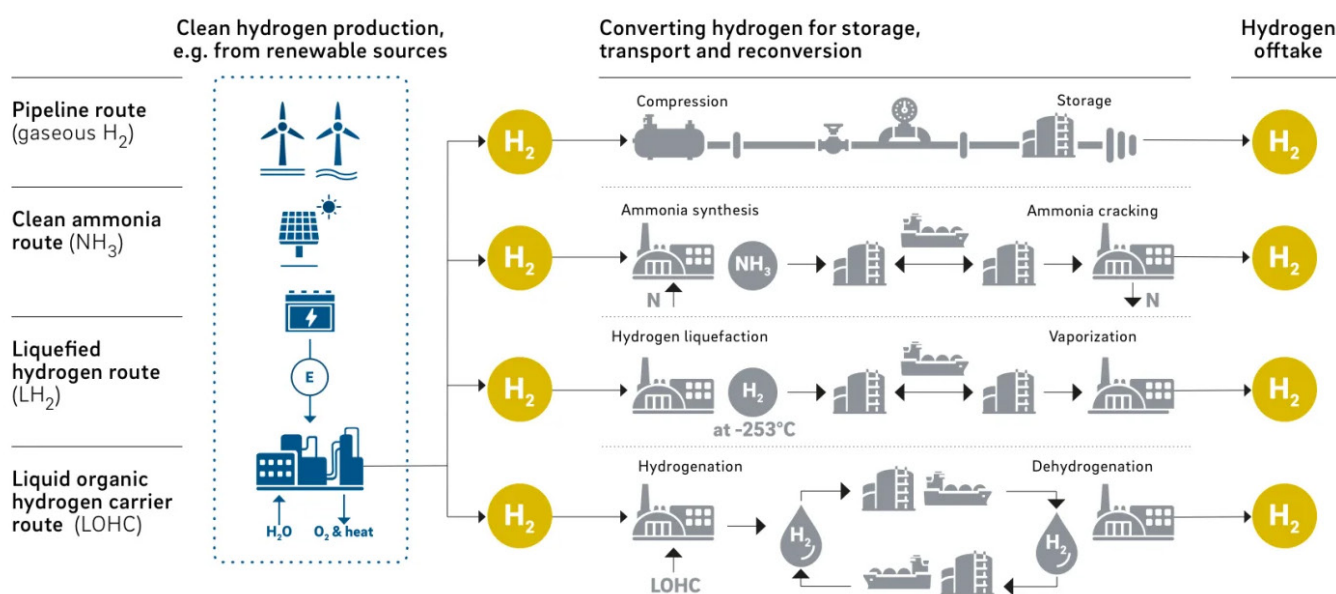 Clean hydrogen production,
e.g. from renewable sources
Converting hydrogen for storage,
transport and reconversion
Hydrogen
offtake
Pipeline route
(gaseous H₂)
H₂
Compression
Storage
H₂
Clean ammonia
route (NH₃)
H₂
Ammonia synthesis
NH₃
N
Ammonia cracking
N
H₂
E
Liquefied
hydrogen route
(LH₂)
H₂
Hydrogen liquefaction
H₂
at -253°C
Vaporization
H₂
Liquid organic
hydrogen carrier
route (LOHC)
H₂O
O₂ & heat
H₂
Hydrogenation
LOHC
H₂
Dehydrogenation
H₂
H₂